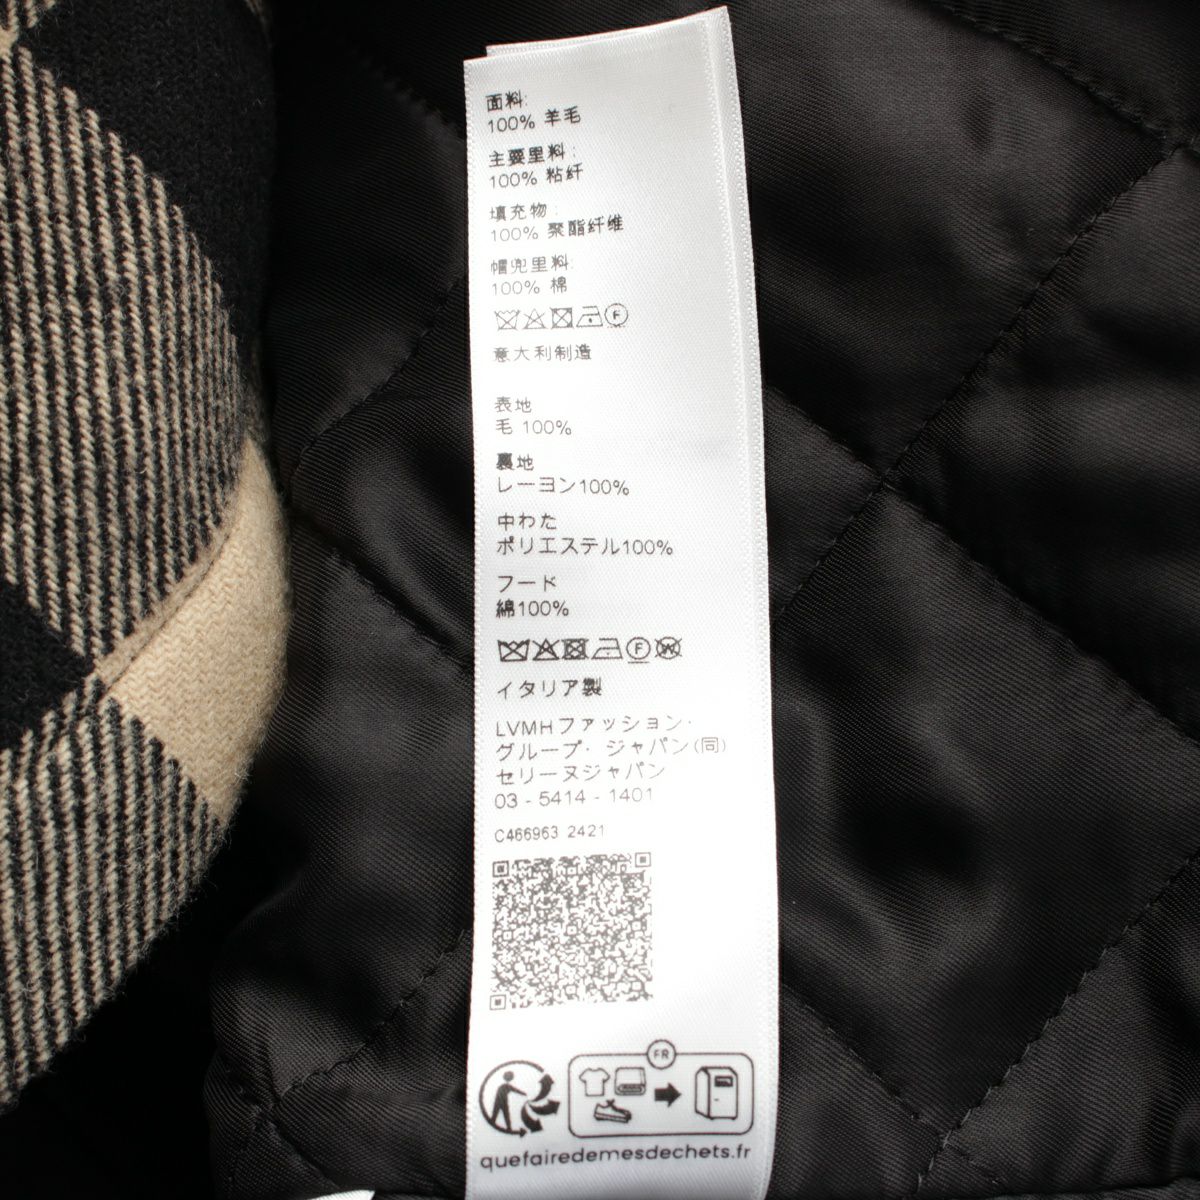 面料:
100% 羊毛
主要里料:
100% 粘纤
填充物:
100% 聚酯纤维
帽兜里料:
100% 棉
F
意大利制造
表地
毛 100%
裏地
レーヨン100%
中わた
ポリエステル100%
フード
綿100%
F W
イタリア製
LVMHファッション・
グループ・ジャパン(同)
セリーヌジャパン
03 - 5414 - 1401
C466963 2421
FR
quefairedemesdechets.fr